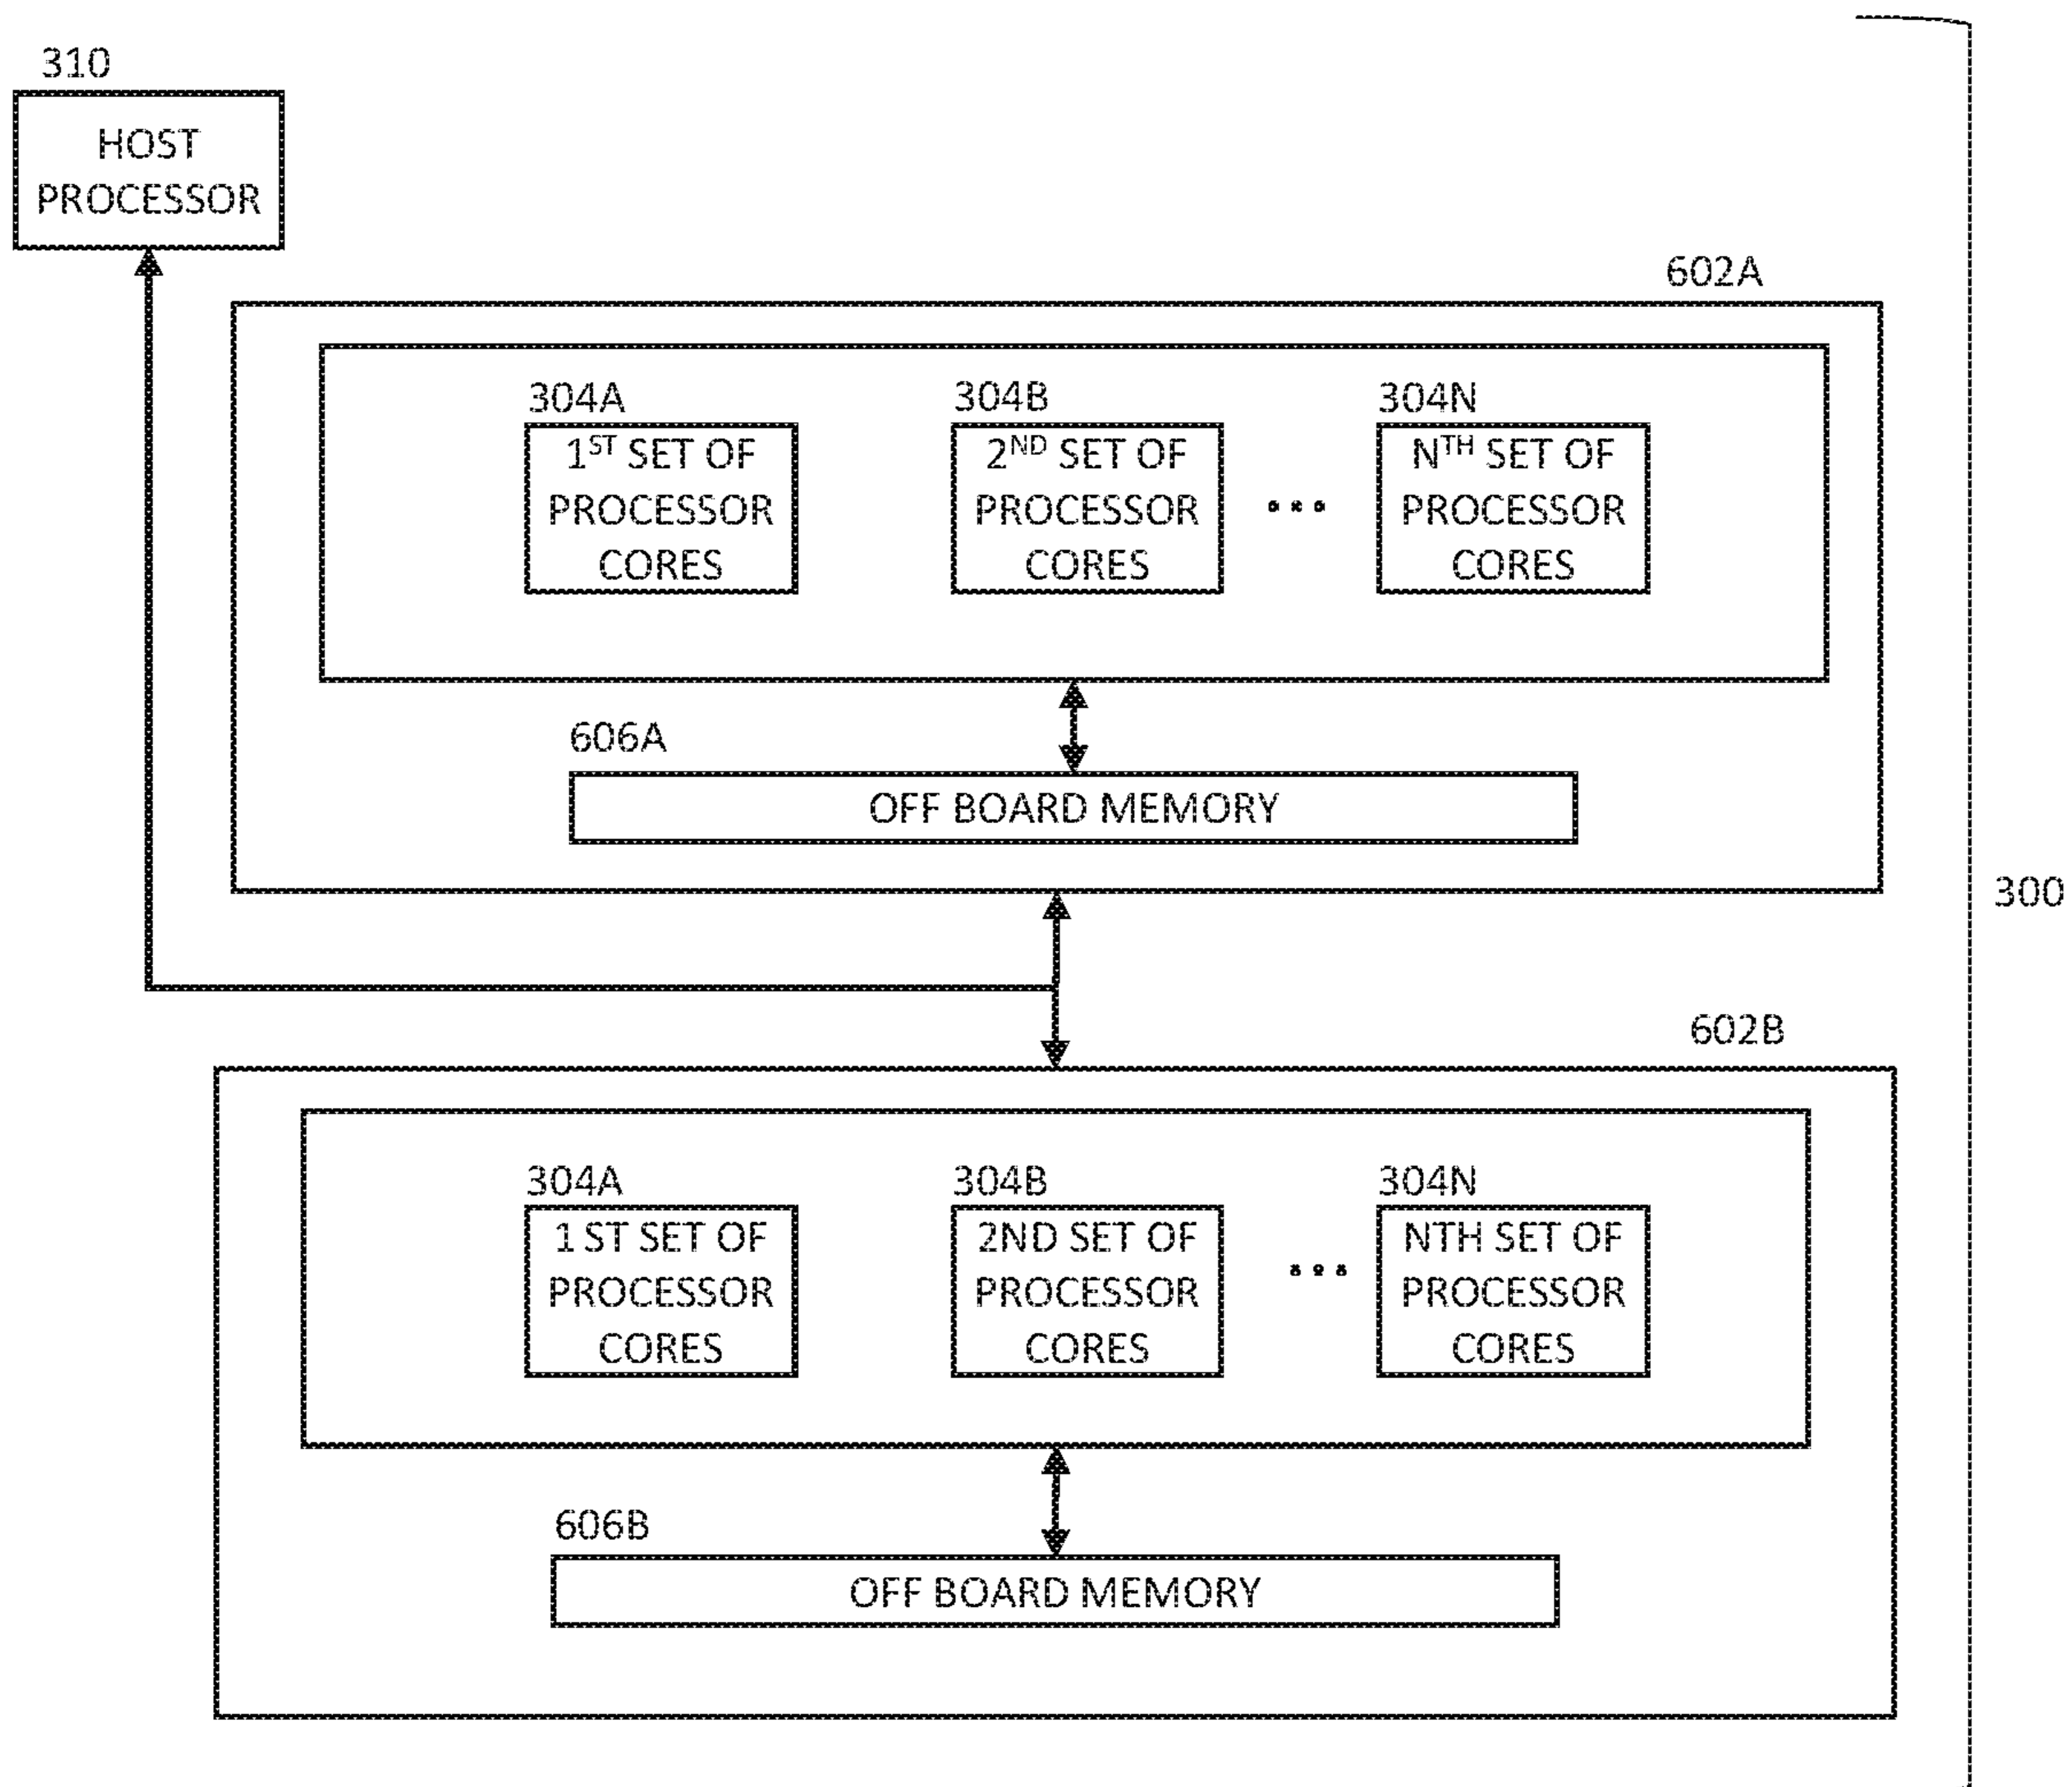 310
HOST
PROCESSOR
602A
304A
304B
304N
1ST SET OF
PROCESSOR
CORES
2ND SET OF
PROCESSOR
CORES
...
NTH SET OF
PROCESSOR
CORES
606A
OFF BOARD MEMORY
300
602B
304A
304B
304N
1 ST SET OF
PROCESSOR
CORES
2ND SET OF
PROCESSOR
CORES
...
NTH SET OF
PROCESSOR
CORES
606B
OFF BOARD MEMORY